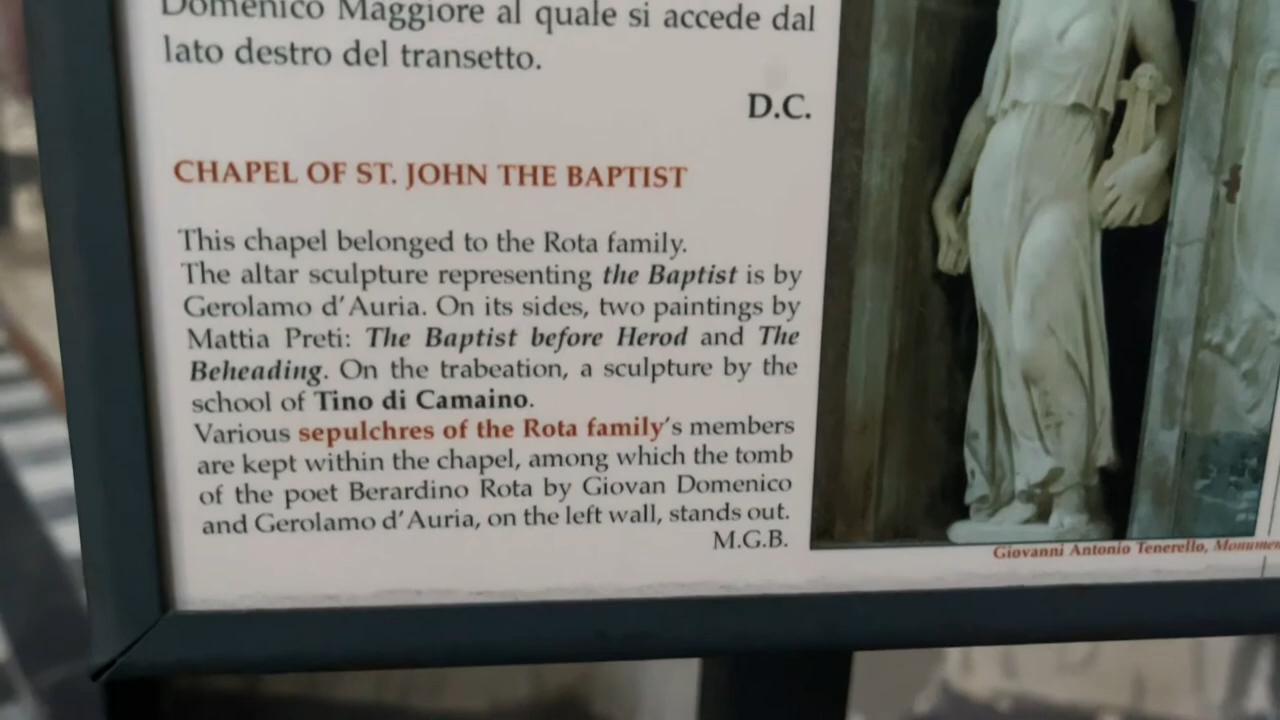 Domenico Maggiore al quale si accede dal
lato destro del transetto.
D.C.
CHAPEL OF ST. JOHN THE BAPTIST
This chapel belonged to the Rota family.
The altar sculpture representing the Baptist is by
Gerolamo d'Auria. On its sides, two paintings by
Mattia Preti: The Baptist before Herod and The
Beheading. On the trabeation, a sculpture by the
school of Tino di Camaino.
Various sepulchres of the Rota family's members
are kept within the chapel, among which the tomb
of the poet Berardino Rota by Giovan Domenico
and Gerolamo d'Auria, on the left wall, stands out.
M.G.B.
Giovanni Antonio Tenerello,